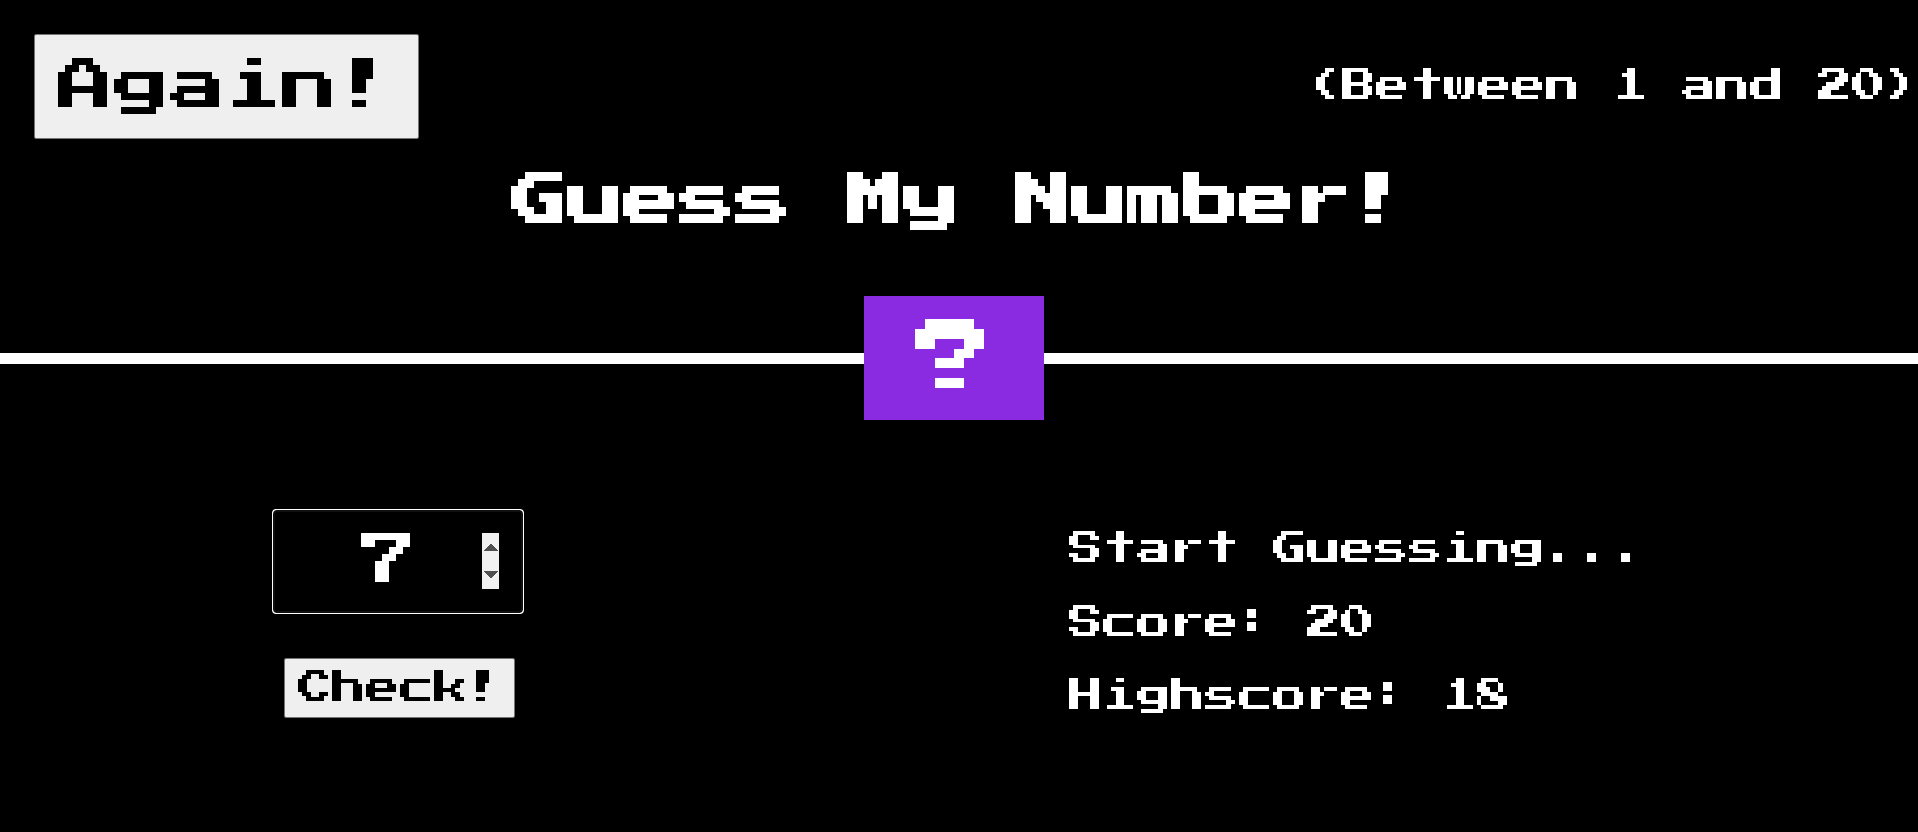 Again!
(Between 1 and 20)
Guess My Number!
?
7
Start Guessing...
Score: 20
Check!
Highscore: 18